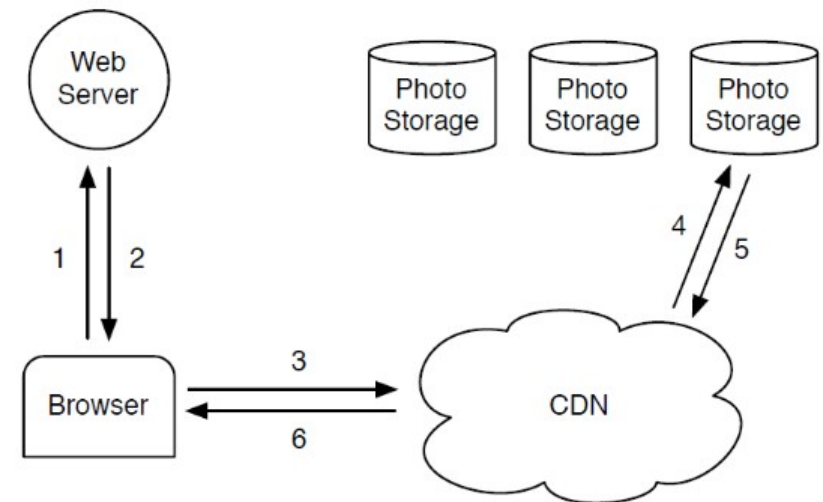 Web
Server
Photo
Storage
Photo
Storage
Photo
Storage
1
2
4
5
3
6
Browser
CDN